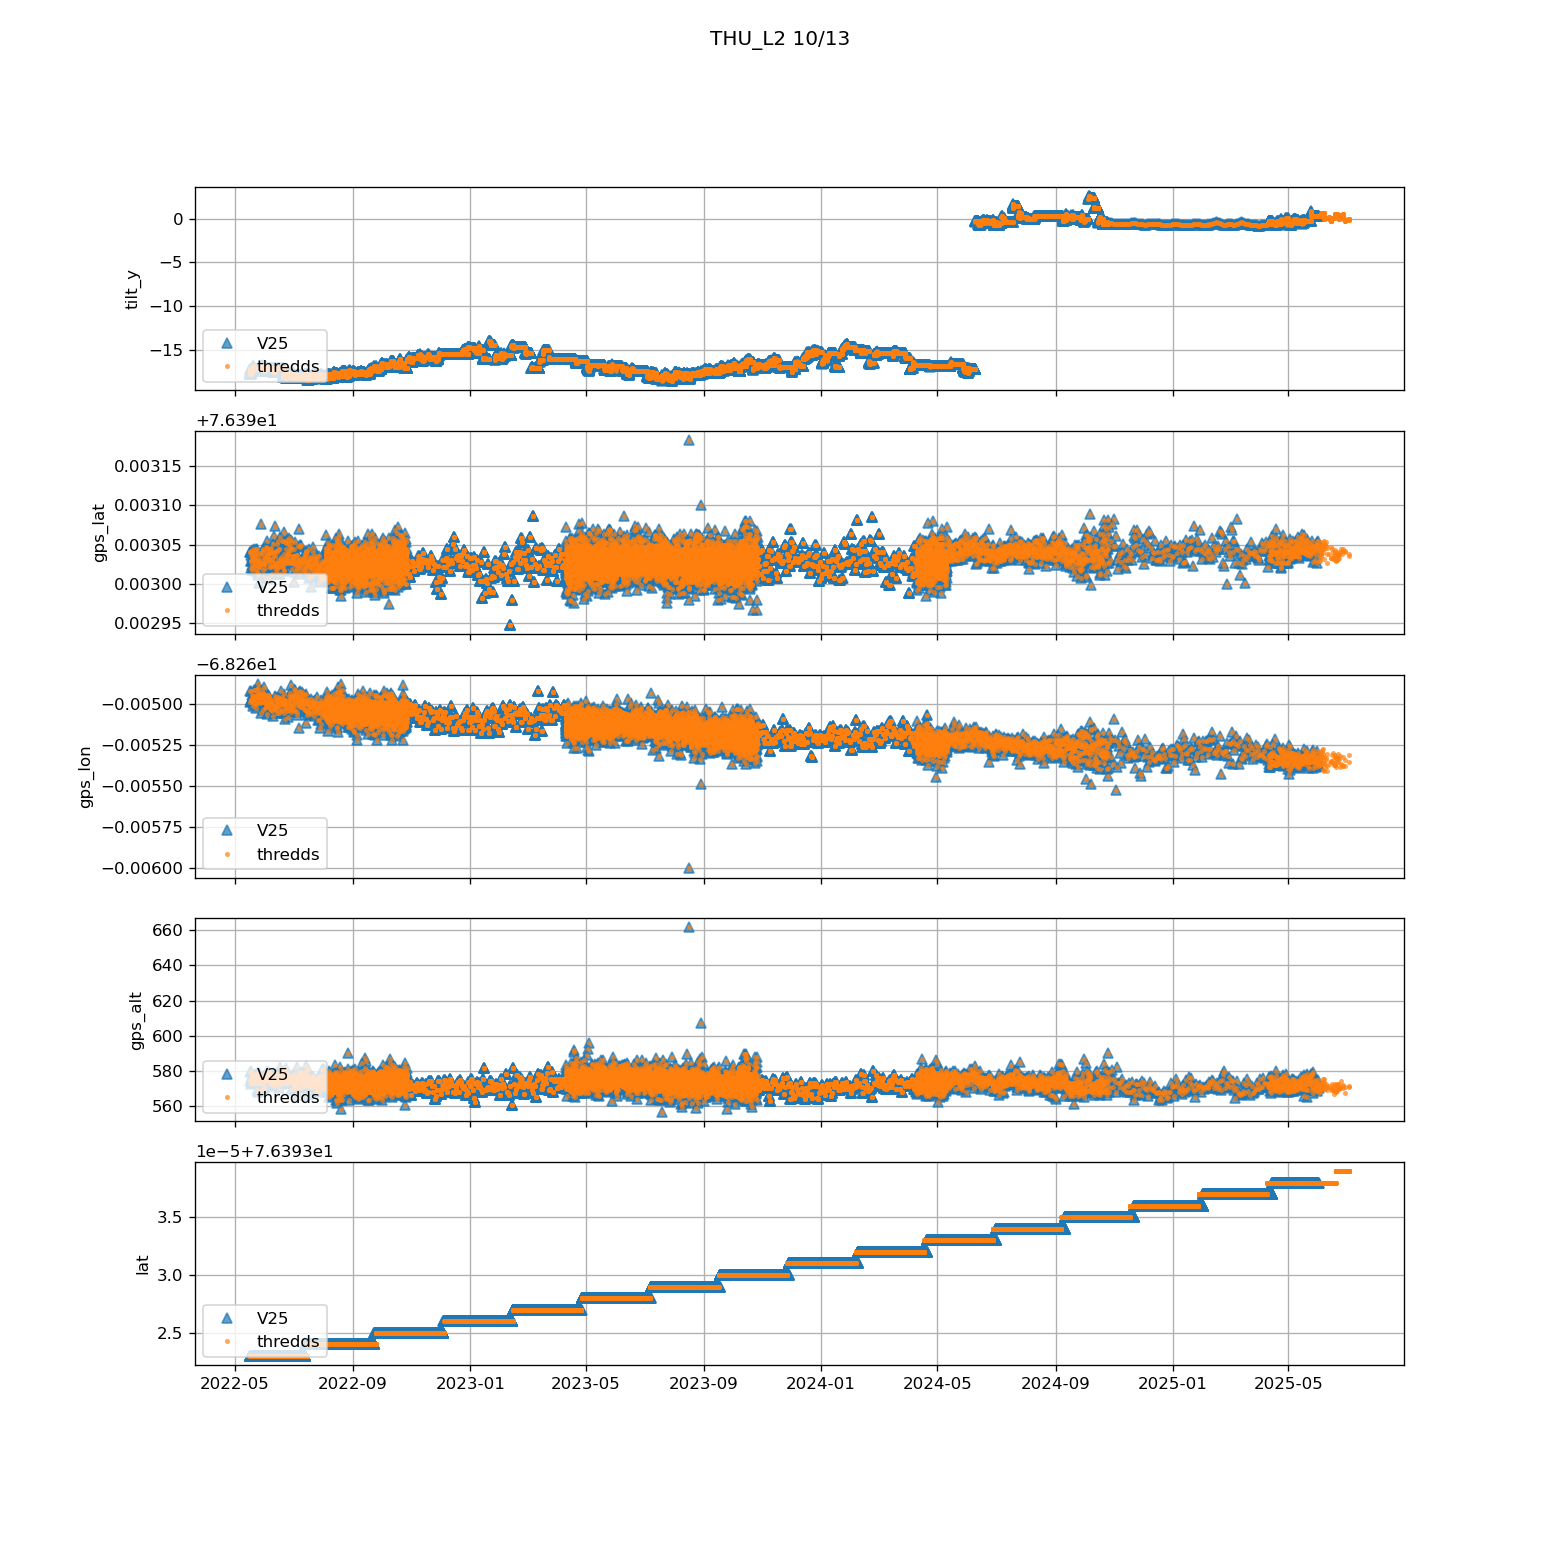 THU_L2 10/13
0
−5
−10
−15
tilt_y
V25
thredds
+7.639e1
0.00315
0.00310
0.00305
0.00300
0.00295
gps_lat
V25
thredds
−6.826e1
−0.00500
−0.00525
−0.00550
−0.00575
−0.00600
gps_lon
V25
thredds
660
640
620
600
580
560
gps_alt
V25
thredds
1e−5+7.6393e1
3.5
3.0
2.5
lat
V25
thredds
2022-05 2022-09 2023-01 2023-05 2023-09 2024-01 2024-05 2024-09 2025-01 2025-05